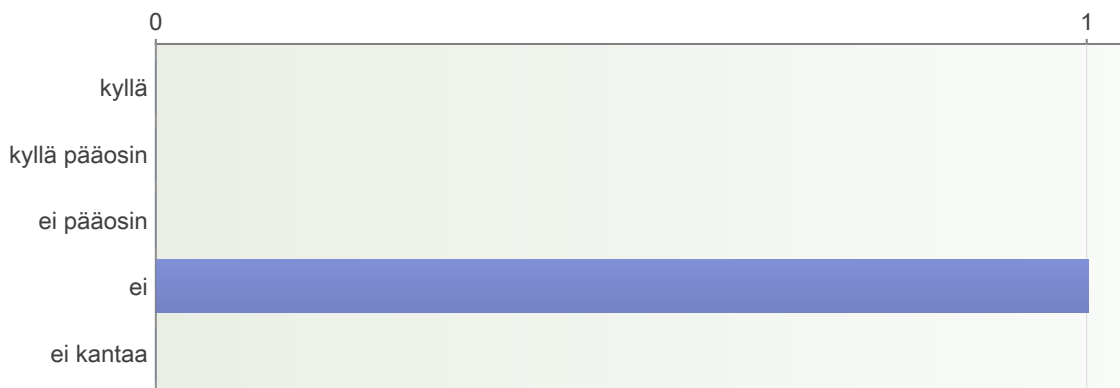 0 1
kyllä
kyllä pääosin
ei pääosin
ei
ei kantaa